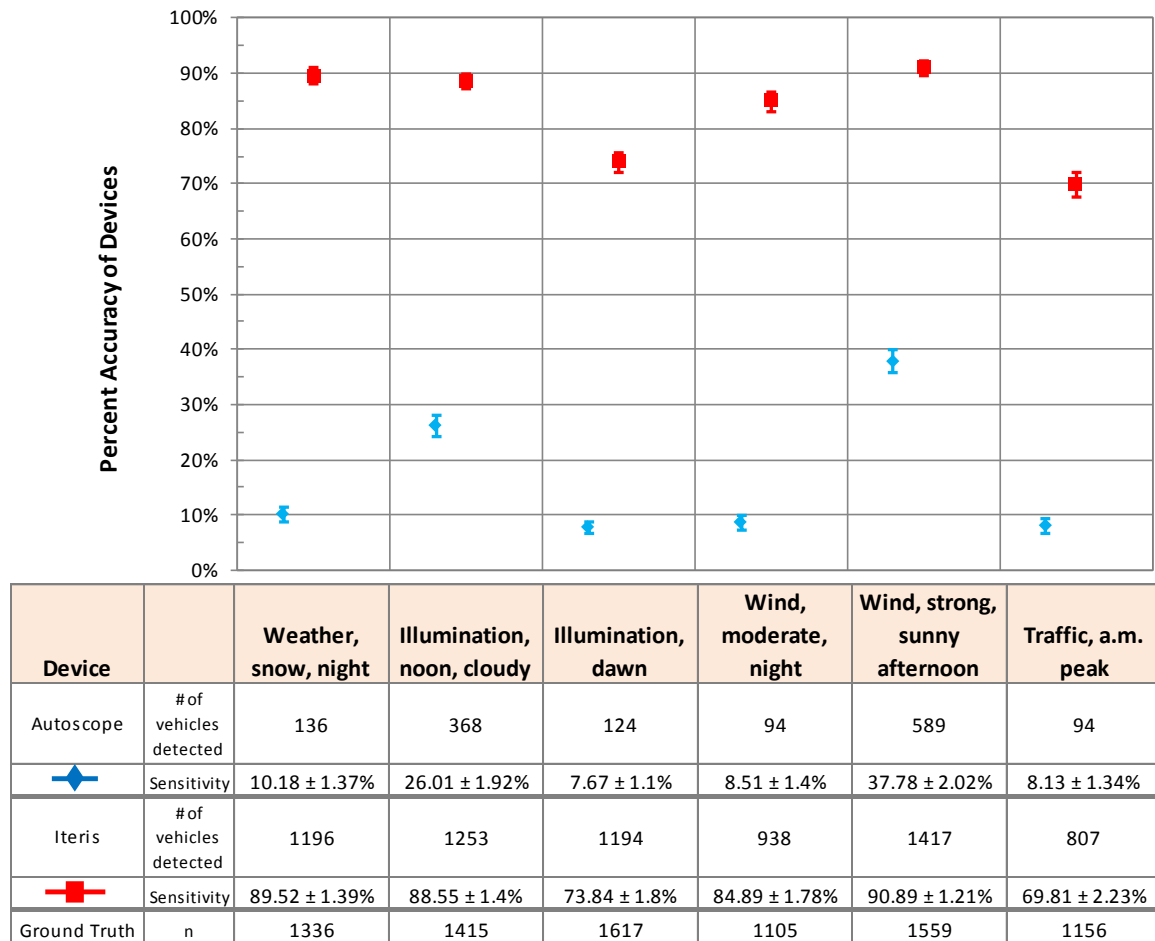 100%
90%
80%
70%
60%
50%
40%
30%
20%
10%
0%
Percent Accuracy of Devices
Device
Weather,
snow, night
Illumination,
noon, cloudy
Illumination,
dawn
Wind,
moderate,
night
Wind, strong,
sunny
afternoon
Traffic, a.m.
peak
Autoscope
# of
vehicles
detected
136 368 124 94 589 94
Sensitivity 10.18 ± 1.37% 26.01 ± 1.92% 7.67 ± 1.1% 8.51 ± 1.4% 37.78 ± 2.02% 8.13 ± 1.34%
Iteris
# of
vehicles
detected
1196 1253 1194 938 1417 807
Sensitivity 89.52 ± 1.39% 88.55 ± 1.4% 73.84 ± 1.8% 84.89 ± 1.78% 90.89 ± 1.21% 69.81 ± 2.23%
Ground Truth n 1336 1415 1617 1105 1559 1156